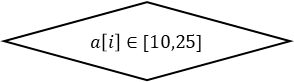 a[i] ∈ [10,25]